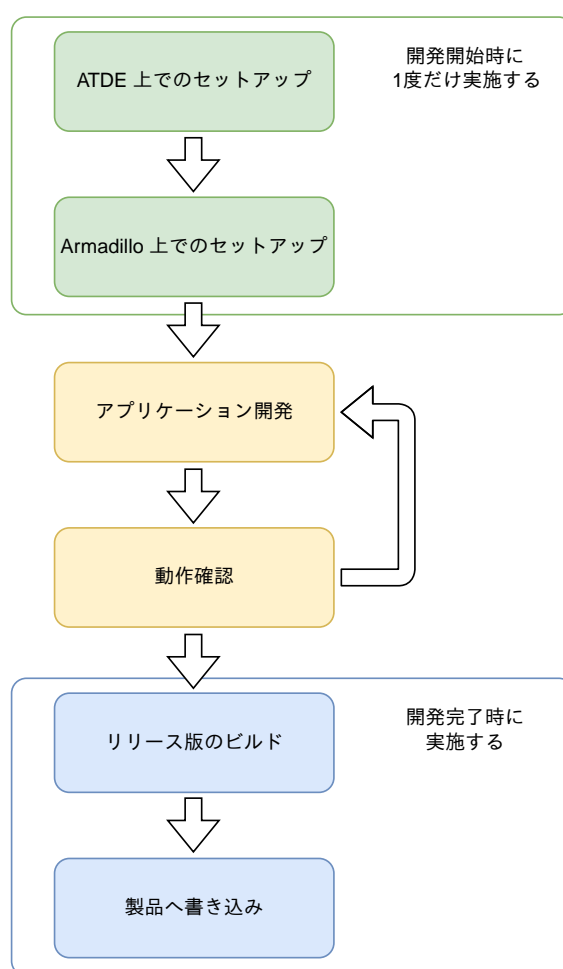 ATDE 上でのセットアップ
開発開始時に
1度だけ実施する
Armadillo 上でのセットアップ
アプリケーション開発
動作確認
リリース版のビルド
開発完了時に
実施する
製品へ書き込み